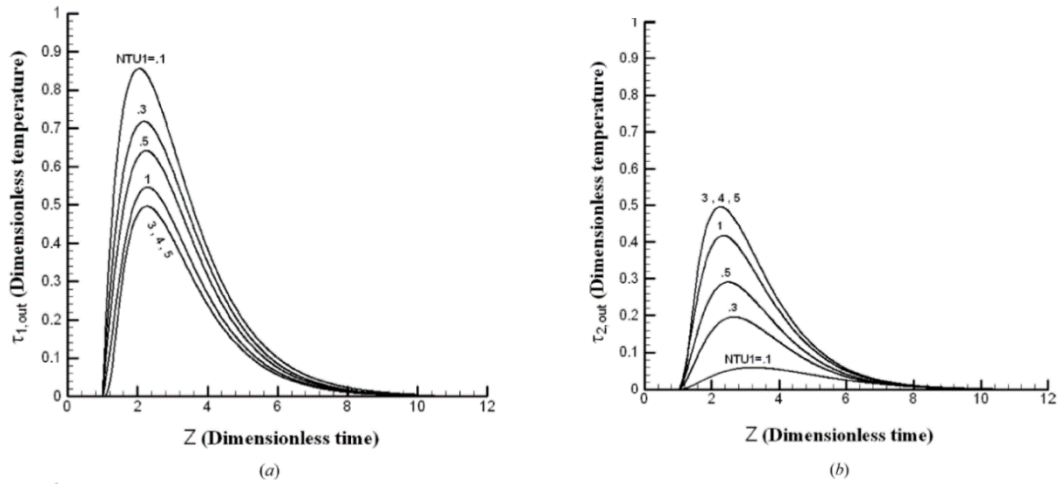 τ1,out (Dimensionless temperature)
1
0.9
0.8
0.7
0.6
0.5
0.4
0.3
0.2
0.1
0
NTU1=.1
.3
.5
1
3 , 4 , 5
0 2 4 6 8 10 12
Z (Dimensionless time)
(a)
τ2,out (Dimensionless temperature)
1
0.9
0.8
0.7
0.6
0.5
0.4
0.3
0.2
0.1
0
3 , 4 , 5
1
.5
.3
NTU1=.1
0 2 4 6 8 10 12
Z (Dimensionless time)
(b)